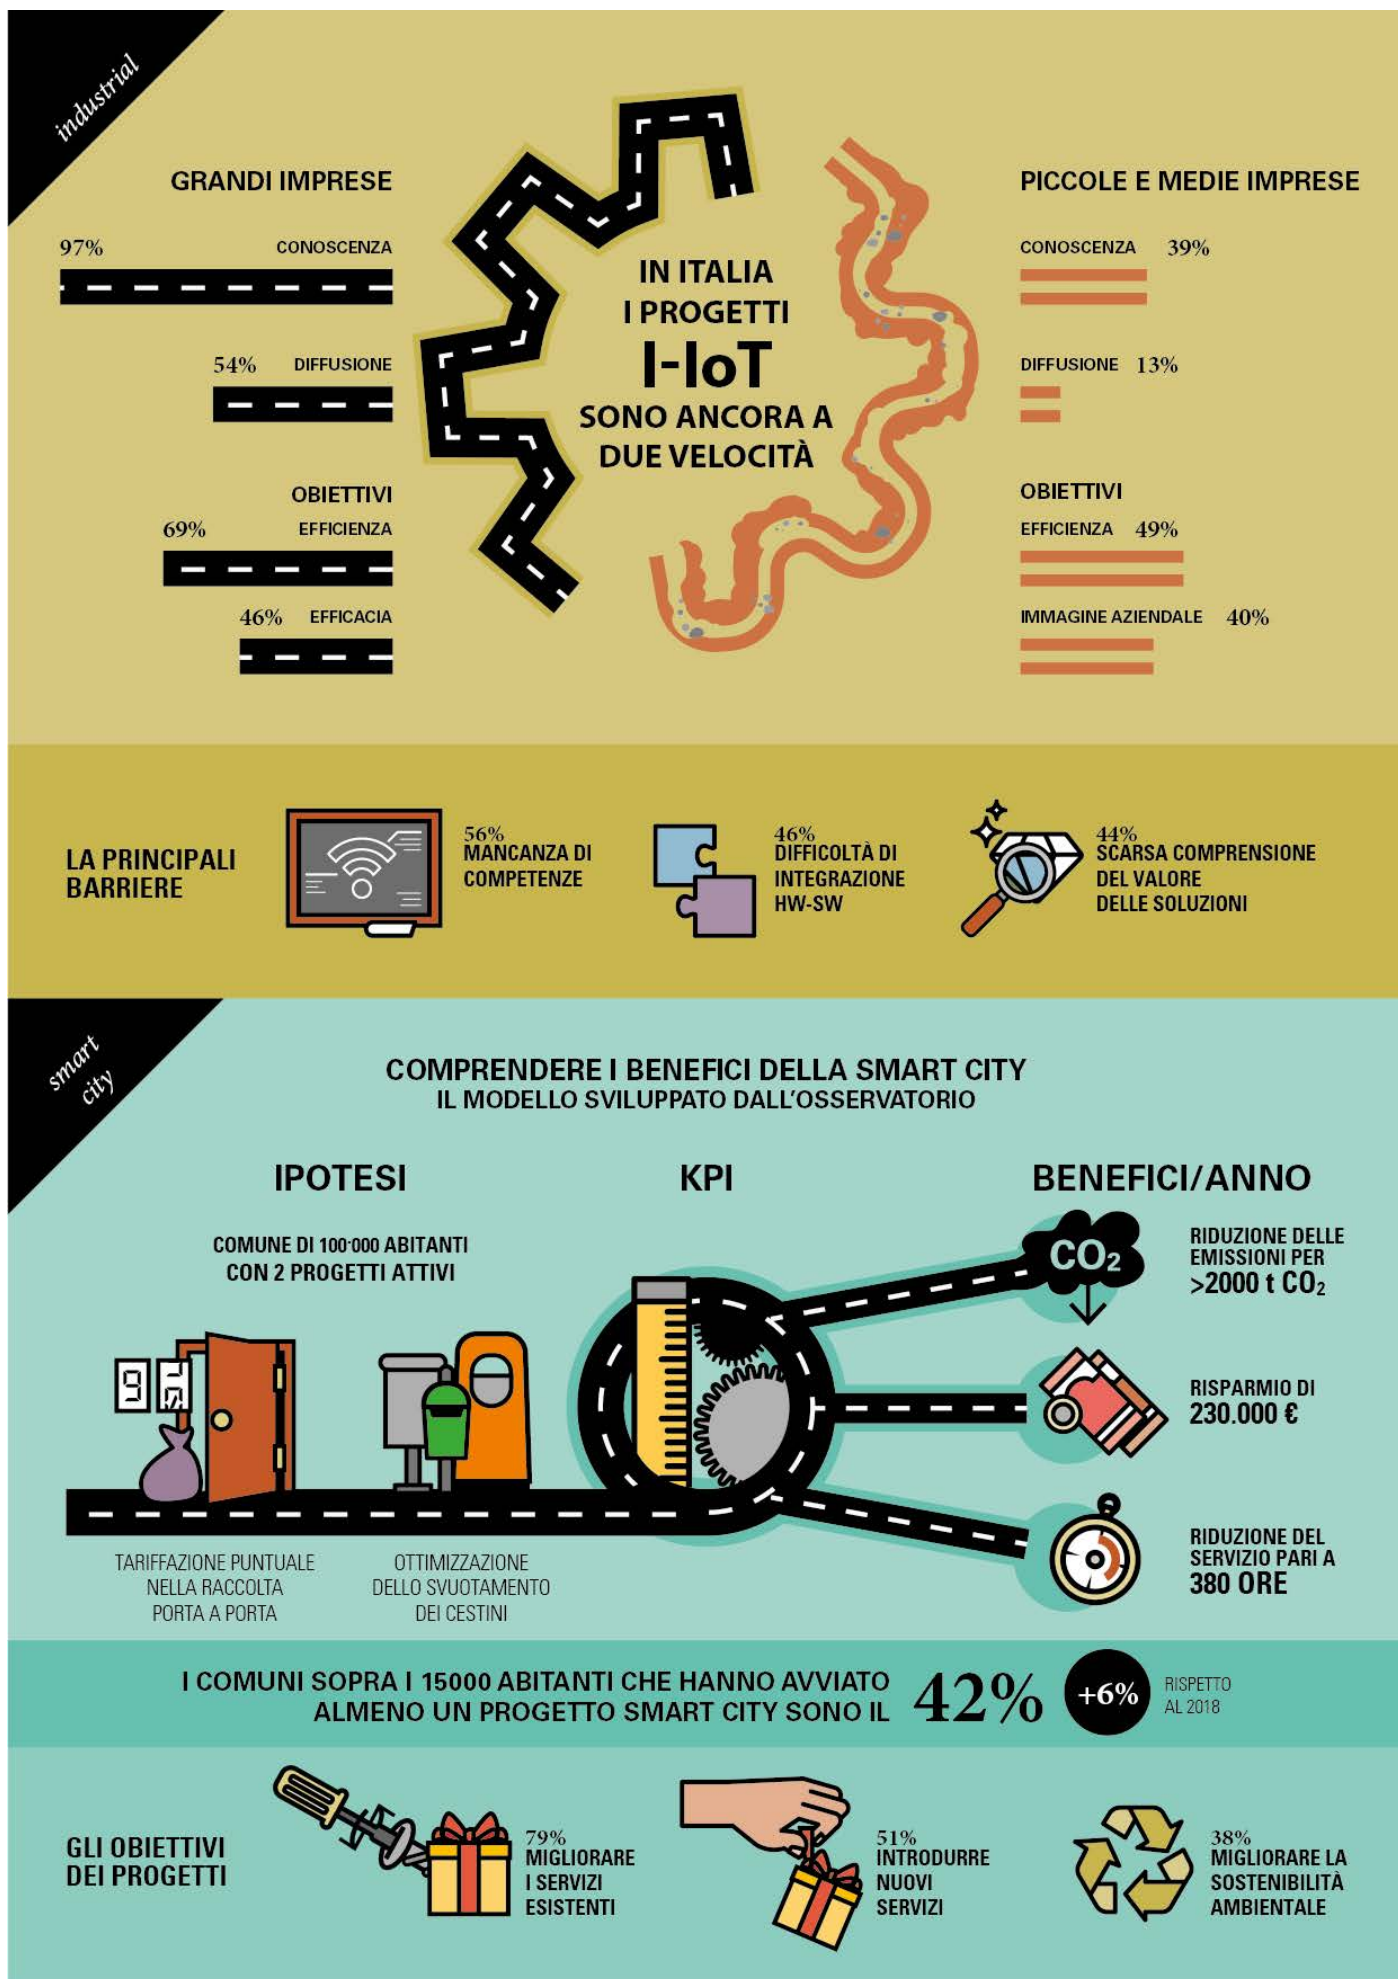 industrial
GRANDI IMPRESE
97% CONOSCENZA
54% DIFFUSIONE
OBIETTIVI
69% EFFICIENZA
46% EFFICACIA
IN ITALIA
I PROGETTI
I-IoT
SONO ANCORA A
DUE VELOCITÀ
PICCOLE E MEDIE IMPRESE
CONOSCENZA 39%
DIFFUSIONE 13%
OBIETTIVI
EFFICIENZA 49%
IMMAGINE AZIENDALE 40%
LA PRINCIPALI
BARRIERE
56%
MANCANZA DI
COMPETENZE
46%
DIFFICOLTÀ DI
INTEGRAZIONE
HW-SW
44%
SCARSA COMPRENSIONE
DEL VALORE
DELLE SOLUZIONI
smart
city
COMPRENDERE I BENEFICI DELLA SMART CITY
IL MODELLO SVILUPPATO DALL'OSSERVATORIO
IPOTESI
COMUNE DI 100·000 ABITANTI
CON 2 PROGETTI ATTIVI
TARIFFAZIONE PUNTUALE
NELLA RACCOLTA
PORTA A PORTA
OTTIMIZZAZIONE
DELLO SVUOTAMENTO
DEI CESTINI
KPI
BENEFICI/ANNO
CO₂
RIDUZIONE DELLE
EMISSIONI PER
>2000 t CO₂
RISPARMIO DI
230.000 €
RIDUZIONE DEL
SERVIZIO PARI A
380 ORE
I COMUNI SOPRA I 15000 ABITANTI CHE HANNO AVVIATO
ALMENO UN PROGETTO SMART CITY SONO IL
42%
+6%
RISPETTO
AL 2018
GLI OBIETTIVI
DEI PROGETTI
79%
MIGLIORARE
I SERVIZI
ESISTENTI
51%
INTRODURRE
NUOVI
SERVIZI
38%
MIGLIORARE LA
SOSTENIBILITÀ
AMBIENTALE